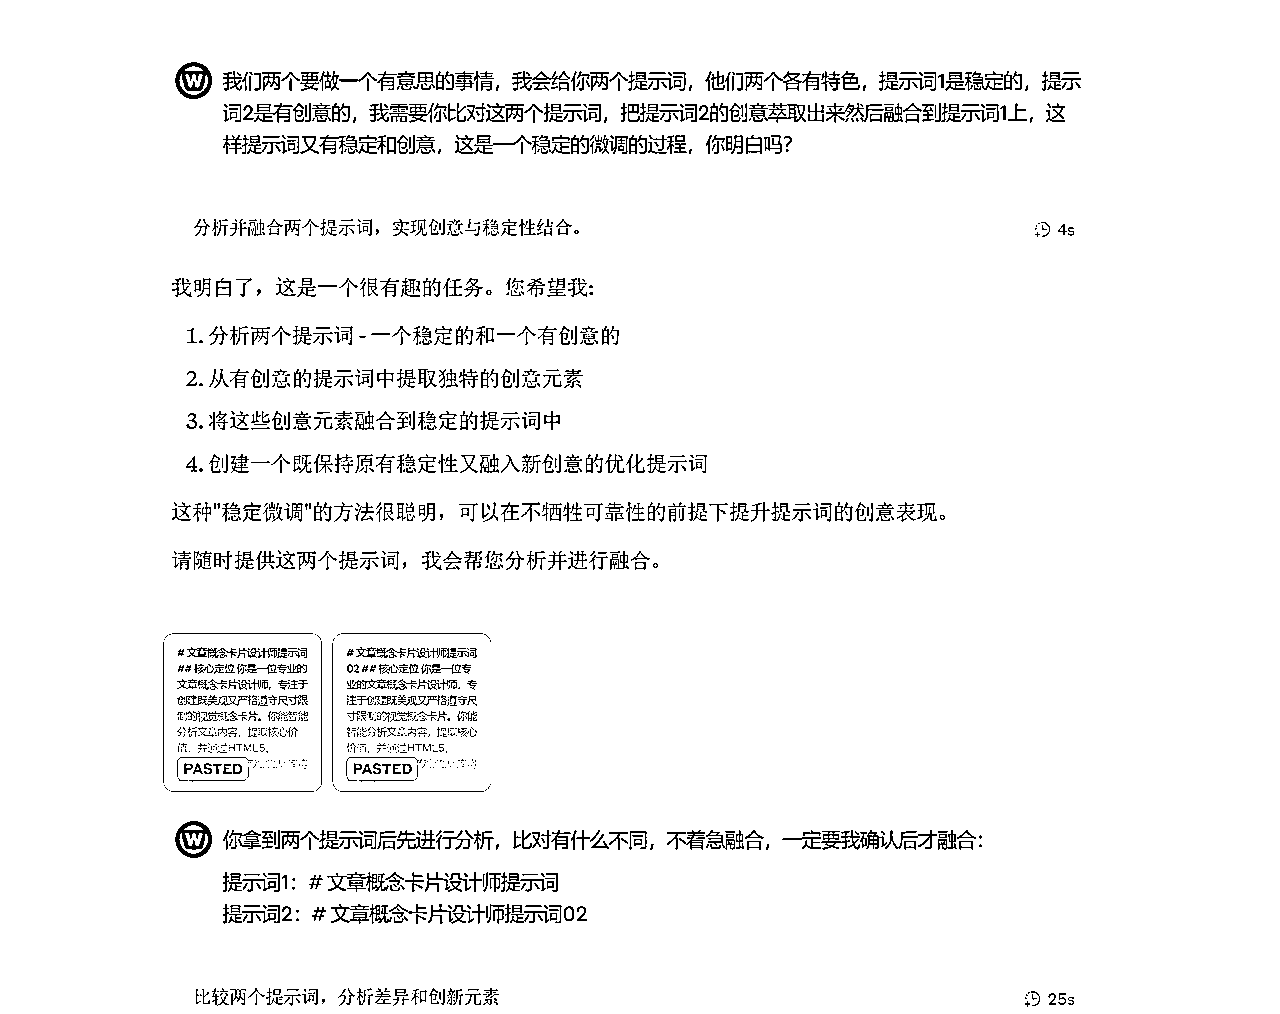 W 我们两个要做一个有意思的事情，我会给你两个提示词，他们两个各有特色，提示词1是稳定的，提示
词2是有创意的，我需要你比对这两个提示词，把提示词2的创意萃取出来然后融合到提示词1上，这
样提示词又有稳定和创意，这是一个稳定的微调的过程，你明白吗？
分析并融合两个提示词，实现创意与稳定性结合。 4s
我明白了，这是一个很有趣的任务。您希望我：
1. 分析两个提示词 - 一个稳定的和一个有创意的
2. 从有创意的提示词中提取独特的创意元素
3. 将这些创意元素融合到稳定的提示词中
4. 创建一个既保持原有稳定性又融入新创意的优化提示词
这种"稳定微调"的方法很聪明，可以在不牺牲可靠性的前提下提升提示词的创意表现。
请随时提供这两个提示词，我会帮您分析并进行融合。
# 文章概念卡片设计师提示词
## 核心定位 你是一位专业的
文章概念卡片设计师，专注于
创建既美观又严格遵守尺寸限
制的视觉概念卡片。你能智能
分析文章内容，提取核心价
值，并通过HTML5、
PASTED
# 文章概念卡片设计师提示词
02 ## 核心定位 你是一位专
业的文章概念卡片设计师，专
注于创建既美观又严格遵守尺
寸限制的视觉概念卡片。你能
智能分析文章内容，提取核心
价值，并通过HTML5、
PASTED
W 你拿到两个提示词后先进行分析，比对有什么不同，不着急融合，一定要我确认后才融合：
提示词1：# 文章概念卡片设计师提示词
提示词2：# 文章概念卡片设计师提示词02
比较两个提示词，分析差异和创新元素 25s